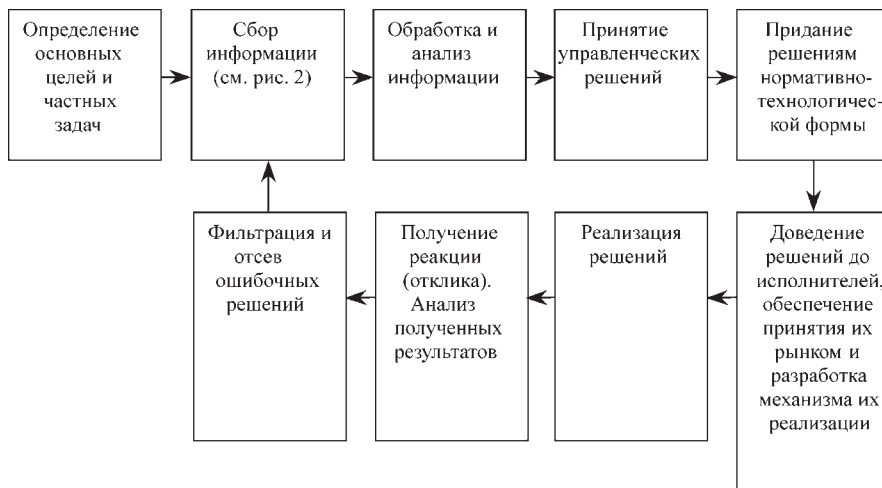 Определение
основных
целей и
частных
задач
Сбор
информации
(см. рис. 2)
Обработка и
анализ
информации
Принятие
управленческих
решений
Придание
решениям
нормативно-
технологичес-
кой формы
Фильтрация и
отсев
ошибочных
решений
Получение
реакции
(отклика).
Анализ
полученных
результатов
Реализация
решений
Доведение
решений до
исполнителей,
обеспечение
принятия их
рынком и
разработка
механизма их
реализации